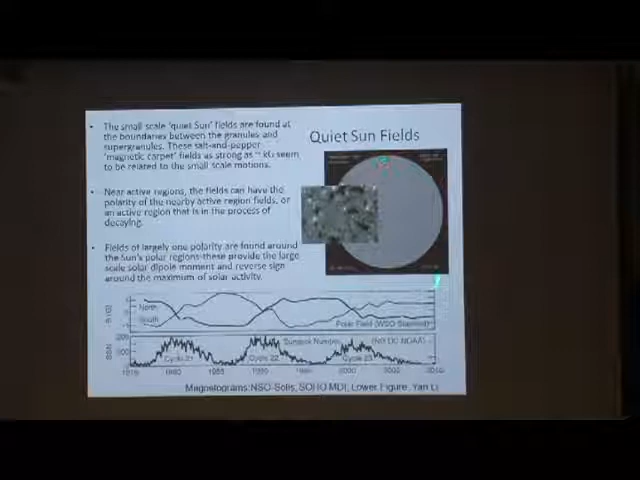 Quiet Sun Fields
• The small scale 'quiet Sun' fields are found at
the boundaries between the granules and
supergranules. These salt-and-pepper
'magnetic carpet' fields as strong as ~ kG seem
to be related to the small scale motions.
• Near active regions, the fields can have the
polarity of the nearby active region fields, or
an active region that is in the process of
decaying.
• Fields of largely one polarity are found around
the Sun's polar regions-these provide the large
scale solar dipole moment and reverse sign
around the maximum of solar activity.
North
South
Polar Field (WSO
SSN
Sunspot Number
NOAA)
Cycle 21
Cycle 22
Cycle 23
1980
1985
1990
2000
2010
Magnetograms: NSO-Solis, SOHO MDI, Lower Figure, Yan Li